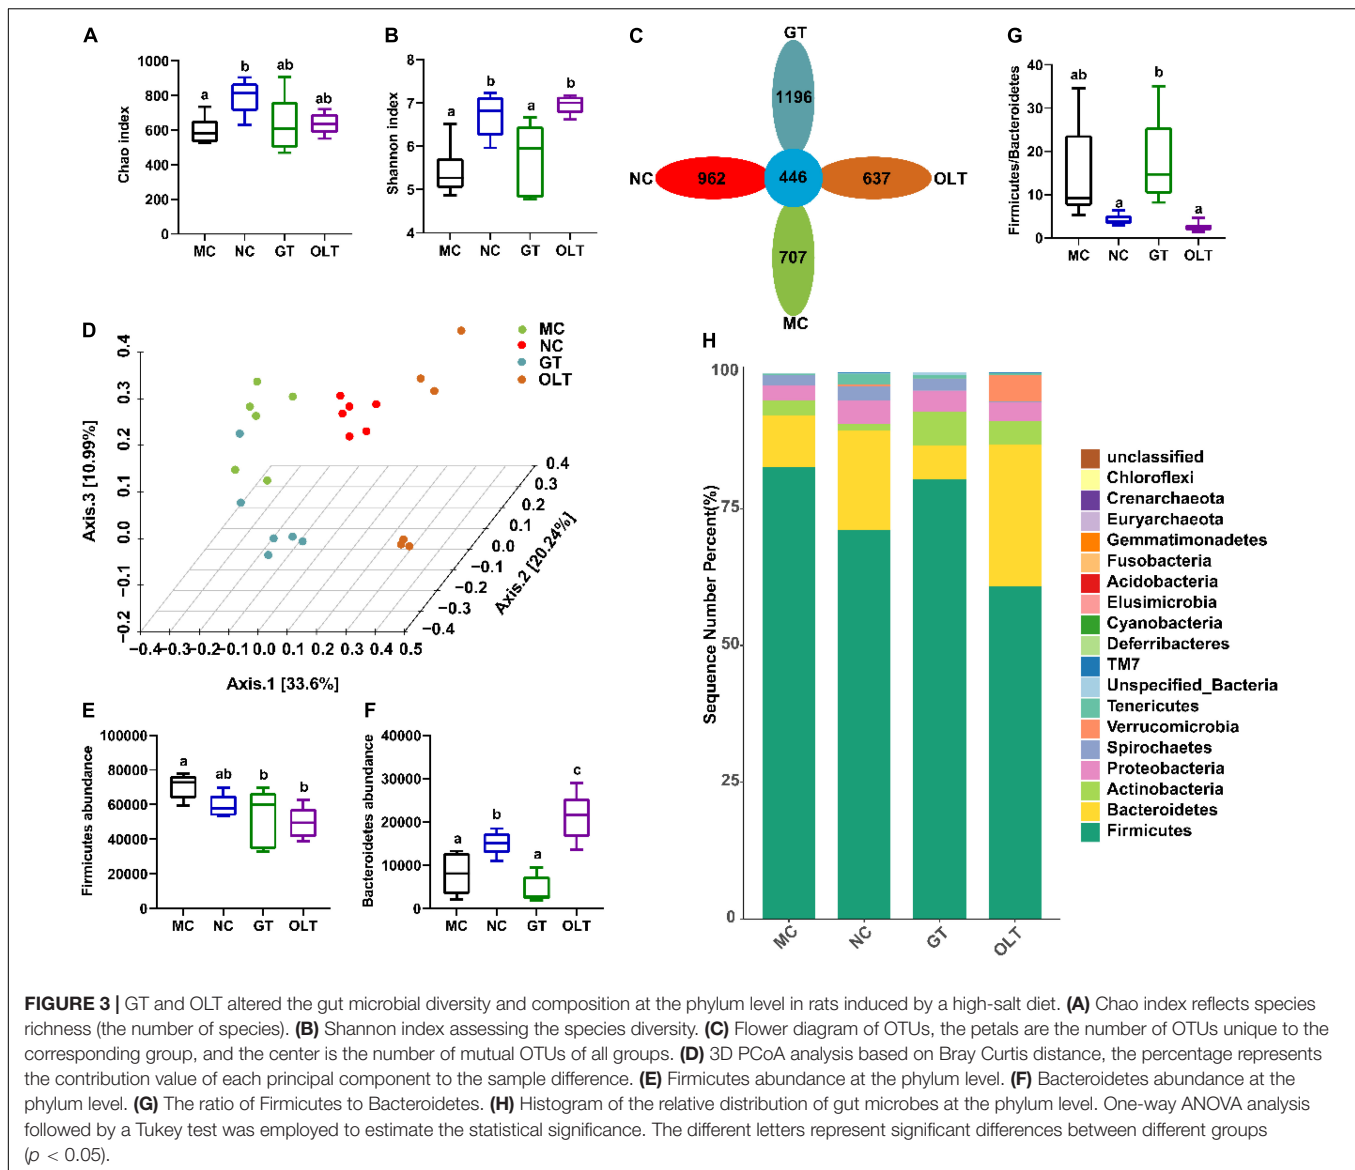 A
Chao index
1000
800
600
400
200
0
a
b
ab
ab
MC
NC
GT
OLT
B
Shannon index
8
7
6
5
4
a
b
a
b
MC
NC
GT
OLT
C
GT
1196
NC
962
446
637
OLT
707
MC
G
Firmicutes/Bacteroidetes
40
30
20
10
0
ab
a
b
a
MC
NC
GT
OLT
D
MC
NC
GT
OLT
Axis.3 [10.99%]
0.4
0.3
0.2
0.1
0.0
−0.1
−0.2
0.4
0.3
0.2
0.1
0.0
−0.1
−0.2
−0.3
−0.4
Axis.2 [20.24%]
−0.4 −0.3 −0.2 −0.1 0.0 0.1 0.2 0.3 0.4 0.5
Axis.1 [33.6%]
E
Firmicutes abundance
100000
80000
60000
40000
20000
0
a
ab
b
b
MC
NC
GT
OLT
F
Bacteroidetes abundance
40000
30000
20000
10000
0
a
b
a
c
MC
NC
GT
OLT
H
Sequence Number Percent(%)
100
75
50
25
0
MC
NC
GT
OLT
unclassified
Chloroflexi
Crenarchaeota
Euryarchaeota
Gemmatimonadetes
Fusobacteria
Acidobacteria
Elusimicrobia
Cyanobacteria
Deferribacteres
TM7
Unspecified_Bacteria
Tenericutes
Verrucomicrobia
Spirochaetes
Proteobacteria
Actinobacteria
Bacteroidetes
Firmicutes
FIGURE 3 | GT and OLT altered the gut microbial diversity and composition at the phylum level in rats induced by a high-salt diet. (A) Chao index reflects species
richness (the number of species). (B) Shannon index assessing the species diversity. (C) Flower diagram of OTUs, the petals are the number of OTUs unique to the
corresponding group, and the center is the number of mutual OTUs of all groups. (D) 3D PCoA analysis based on Bray Curtis distance, the percentage represents
the contribution value of each principal component to the sample difference. (E) Firmicutes abundance at the phylum level. (F) Bacteroidetes abundance at the
phylum level. (G) The ratio of Firmicutes to Bacteroidetes. (H) Histogram of the relative distribution of gut microbes at the phylum level. One-way ANOVA analysis
followed by a Tukey test was employed to estimate the statistical significance. The different letters represent significant differences between different groups
(p < 0.05).